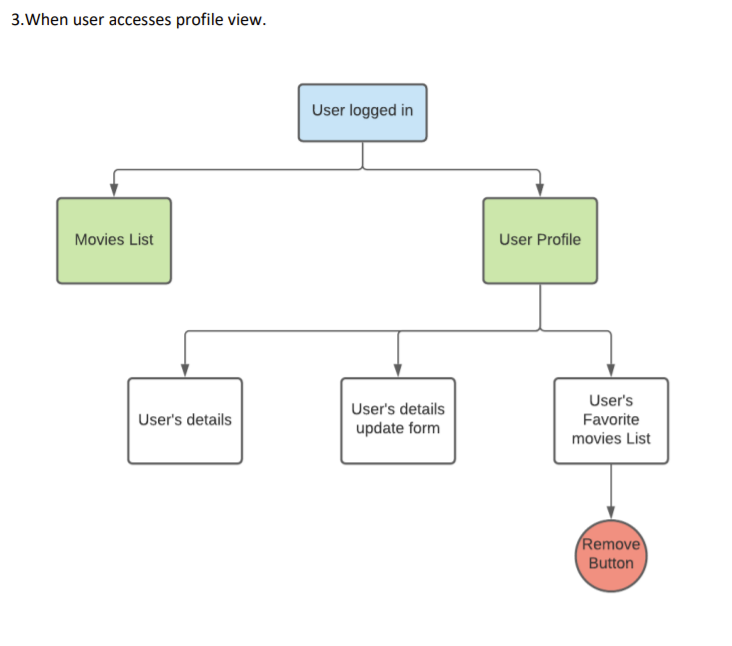 3.When user accesses profile view.
User logged in
Movies List
User Profile
User's details
User's details
update form
User's
Favorite
movies List
Remove
Button